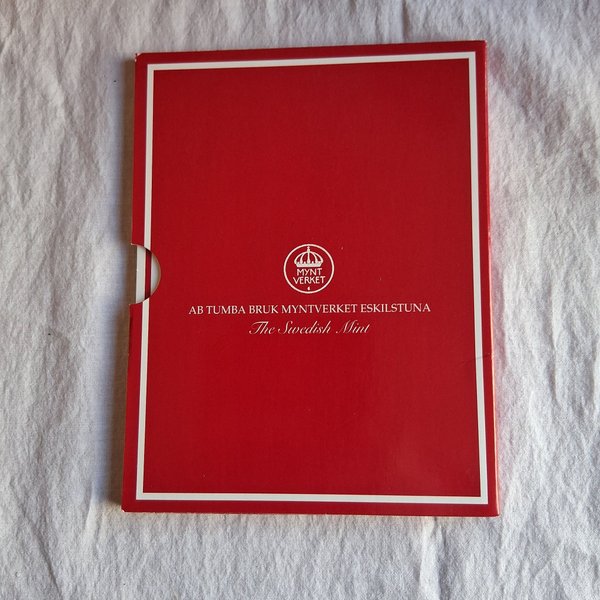 MYNT
VERKET
AB TUMBA BRUK MYNTVERKET ESKILSTUNA
The Swedish Mint